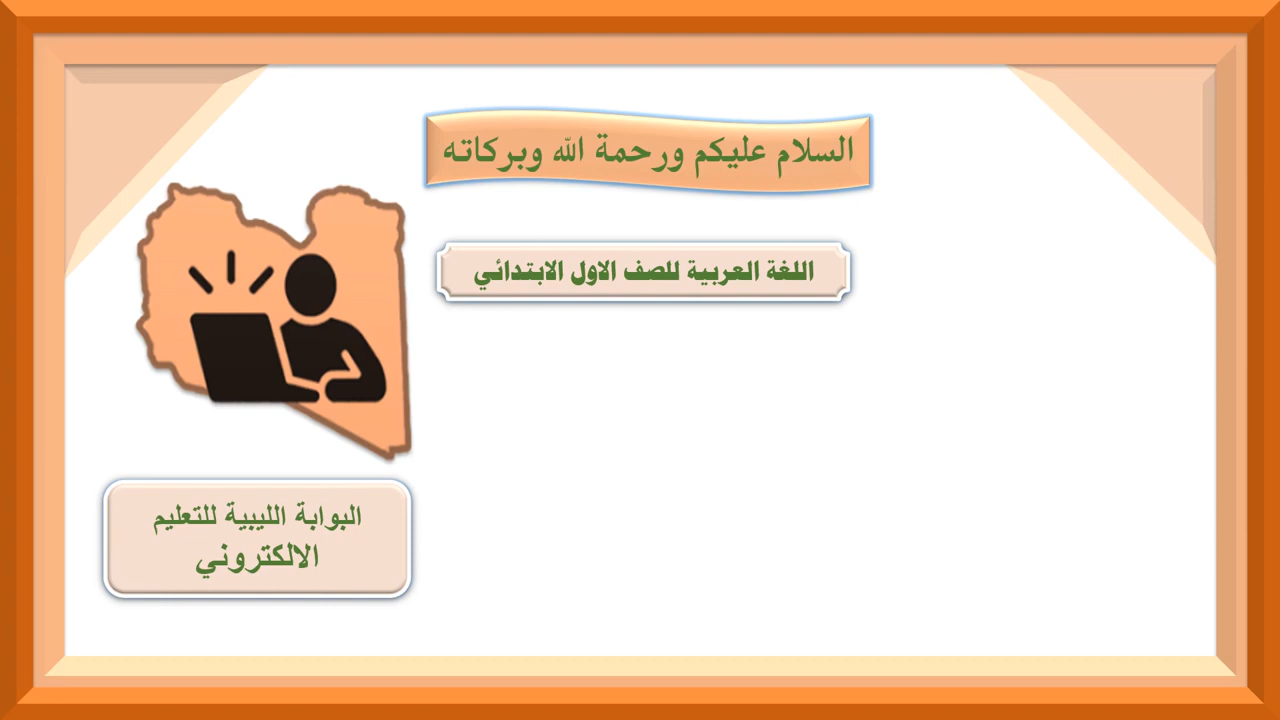 السلام عليكم ورحمة الله وبركاته
اللغة العربية للصف الاول الابتدائي
البوابة الليبية للتعليم
الالكتروني